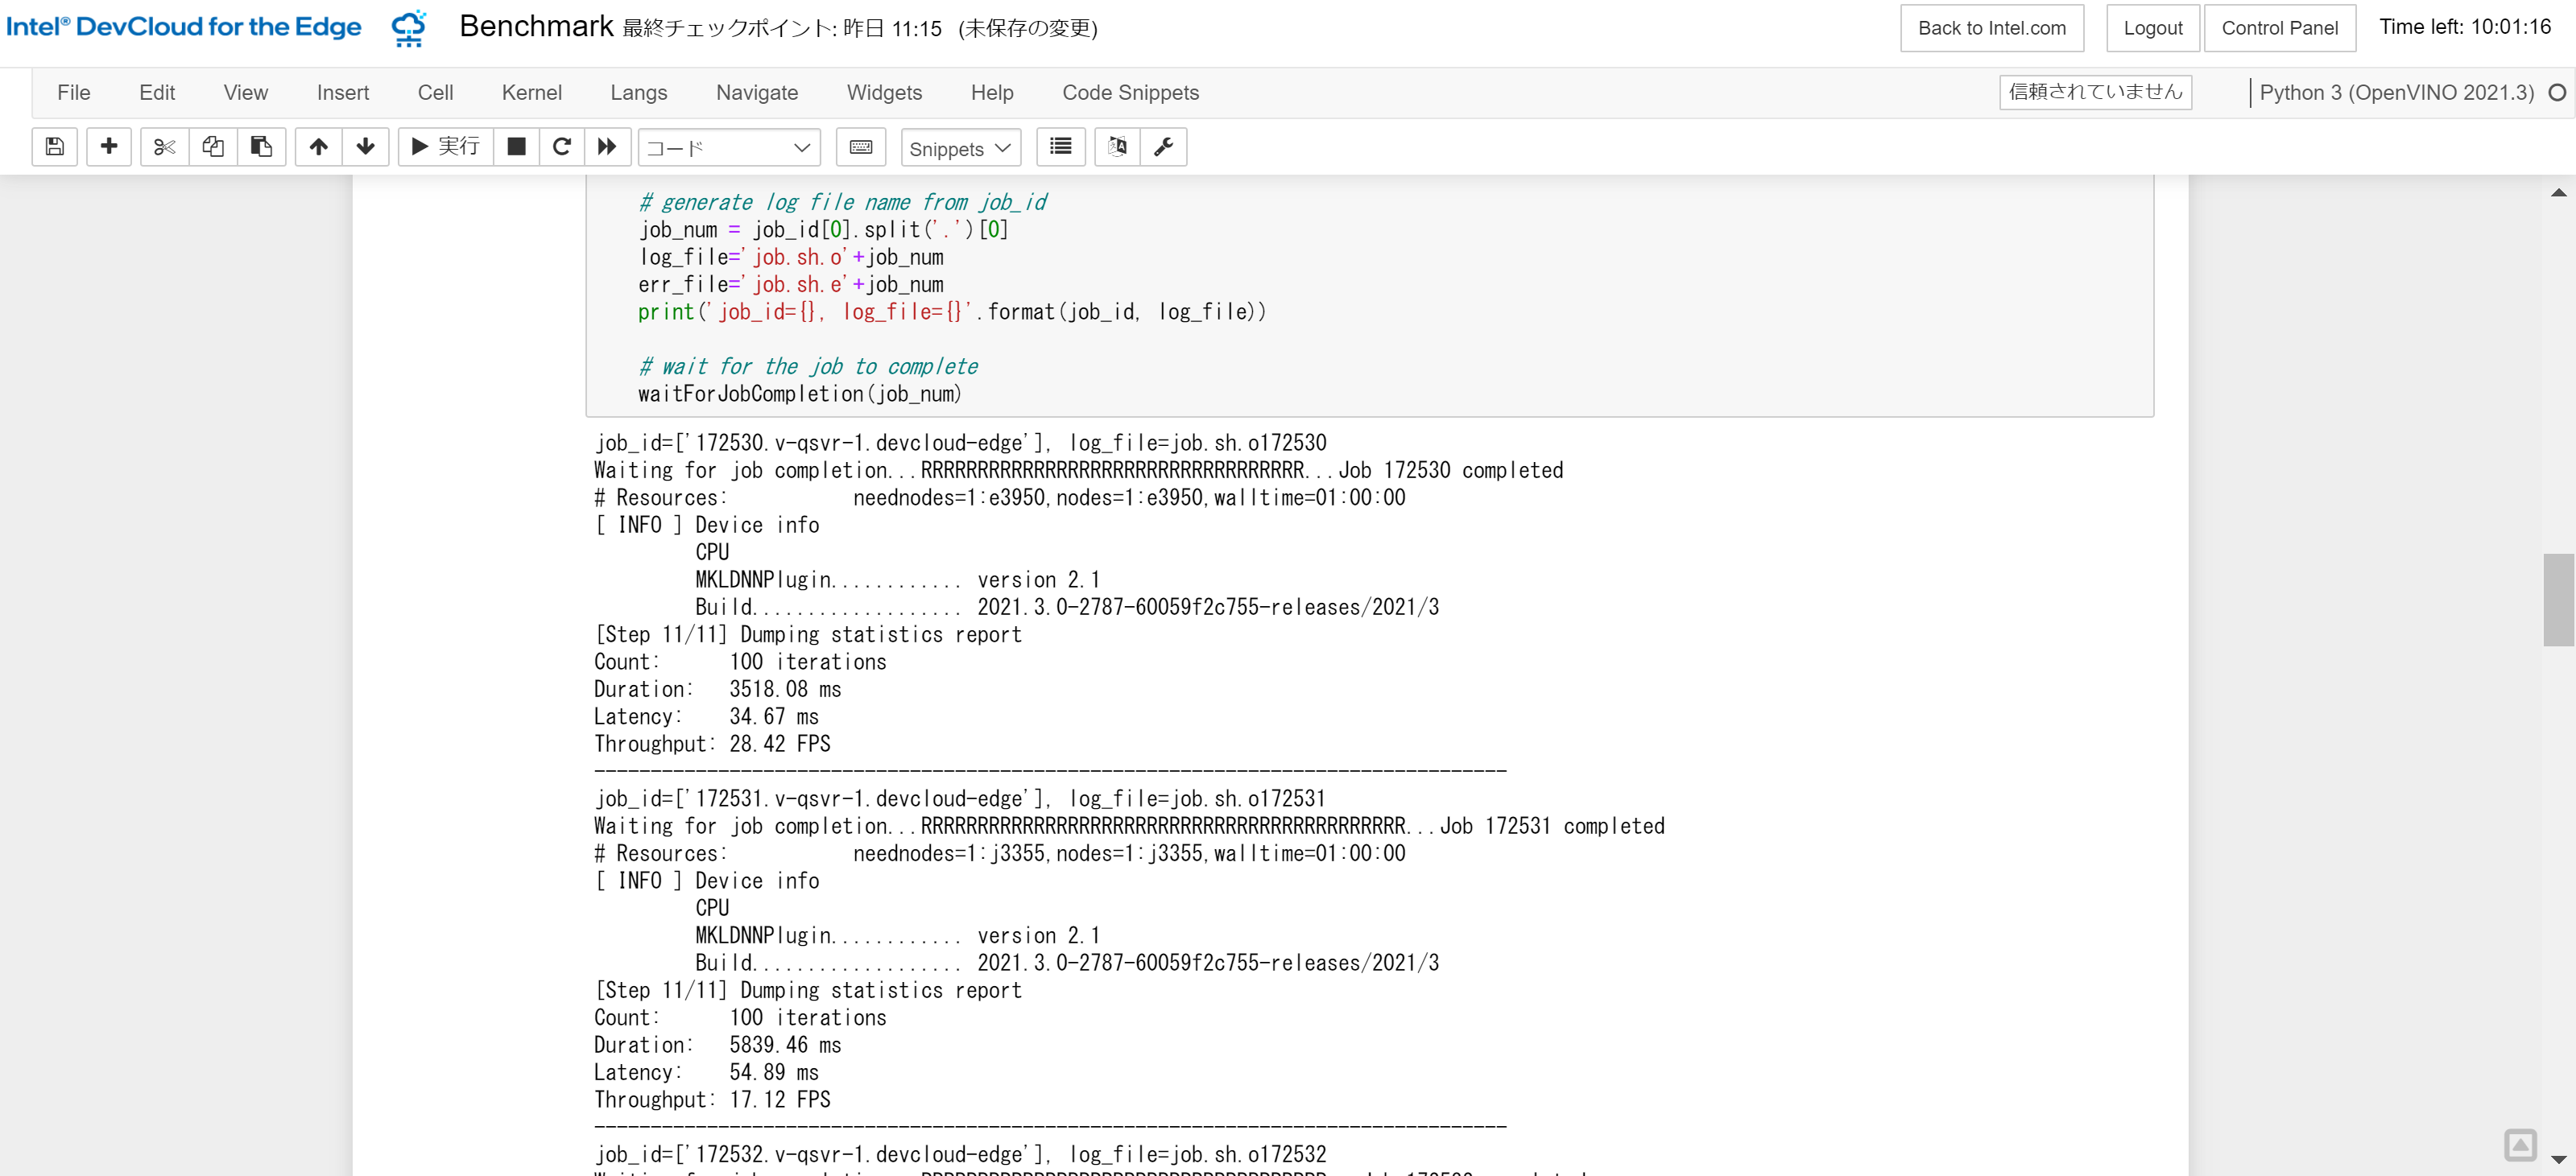 Intel® DevCloud for the Edge Benchmark 最終チェックポイント: 昨日 11:15 (未保存の変更) Back to Intel.com Logout Control Panel Time left: 10:01:16
File Edit View Insert Cell Kernel Langs Navigate Widgets Help Code Snippets 信頼されていません Python 3 (OpenVINO 2021.3)
実行 コード Snippets
# generate log file name from job_id
job_num = job_id[0].split('.')[0]
log_file='job.sh.o'+job_num
err_file='job.sh.e'+job_num
print('job_id={}, log_file={}'.format(job_id, log_file))
# wait for the job to complete
waitForJobCompletion(job_num)
job_id=['172530.v-qsvr-1.devcloud-edge'], log_file=job.sh.o172530
Waiting for job completion...RRRRRRRRRRRRRRRRRRRRRRRRRRRRRRRRRR...Job 172530 completed
# Resources: neednodes=1:e3950,nodes=1:e3950,walltime=01:00:00
[ INFO ] Device info
CPU
MKLDNNPlugin............ version 2.1
Build................... 2021.3.0-2787-60059f2c755-releases/2021/3
[Step 11/11] Dumping statistics report
Count: 100 iterations
Duration: 3518.08 ms
Latency: 34.67 ms
Throughput: 28.42 FPS
---------------------------------------------------------------------------------
job_id=['172531.v-qsvr-1.devcloud-edge'], log_file=job.sh.o172531
Waiting for job completion...RRRRRRRRRRRRRRRRRRRRRRRRRRRRRRRRRRRRRRRRRRR...Job 172531 completed
# Resources: neednodes=1:j3355,nodes=1:j3355,walltime=01:00:00
[ INFO ] Device info
CPU
MKLDNNPlugin............ version 2.1
Build................... 2021.3.0-2787-60059f2c755-releases/2021/3
[Step 11/11] Dumping statistics report
Count: 100 iterations
Duration: 5839.46 ms
Latency: 54.89 ms
Throughput: 17.12 FPS
---------------------------------------------------------------------------------
job_id=['172532.v-qsvr-1.devcloud-edge'], log_file=job.sh.o172532